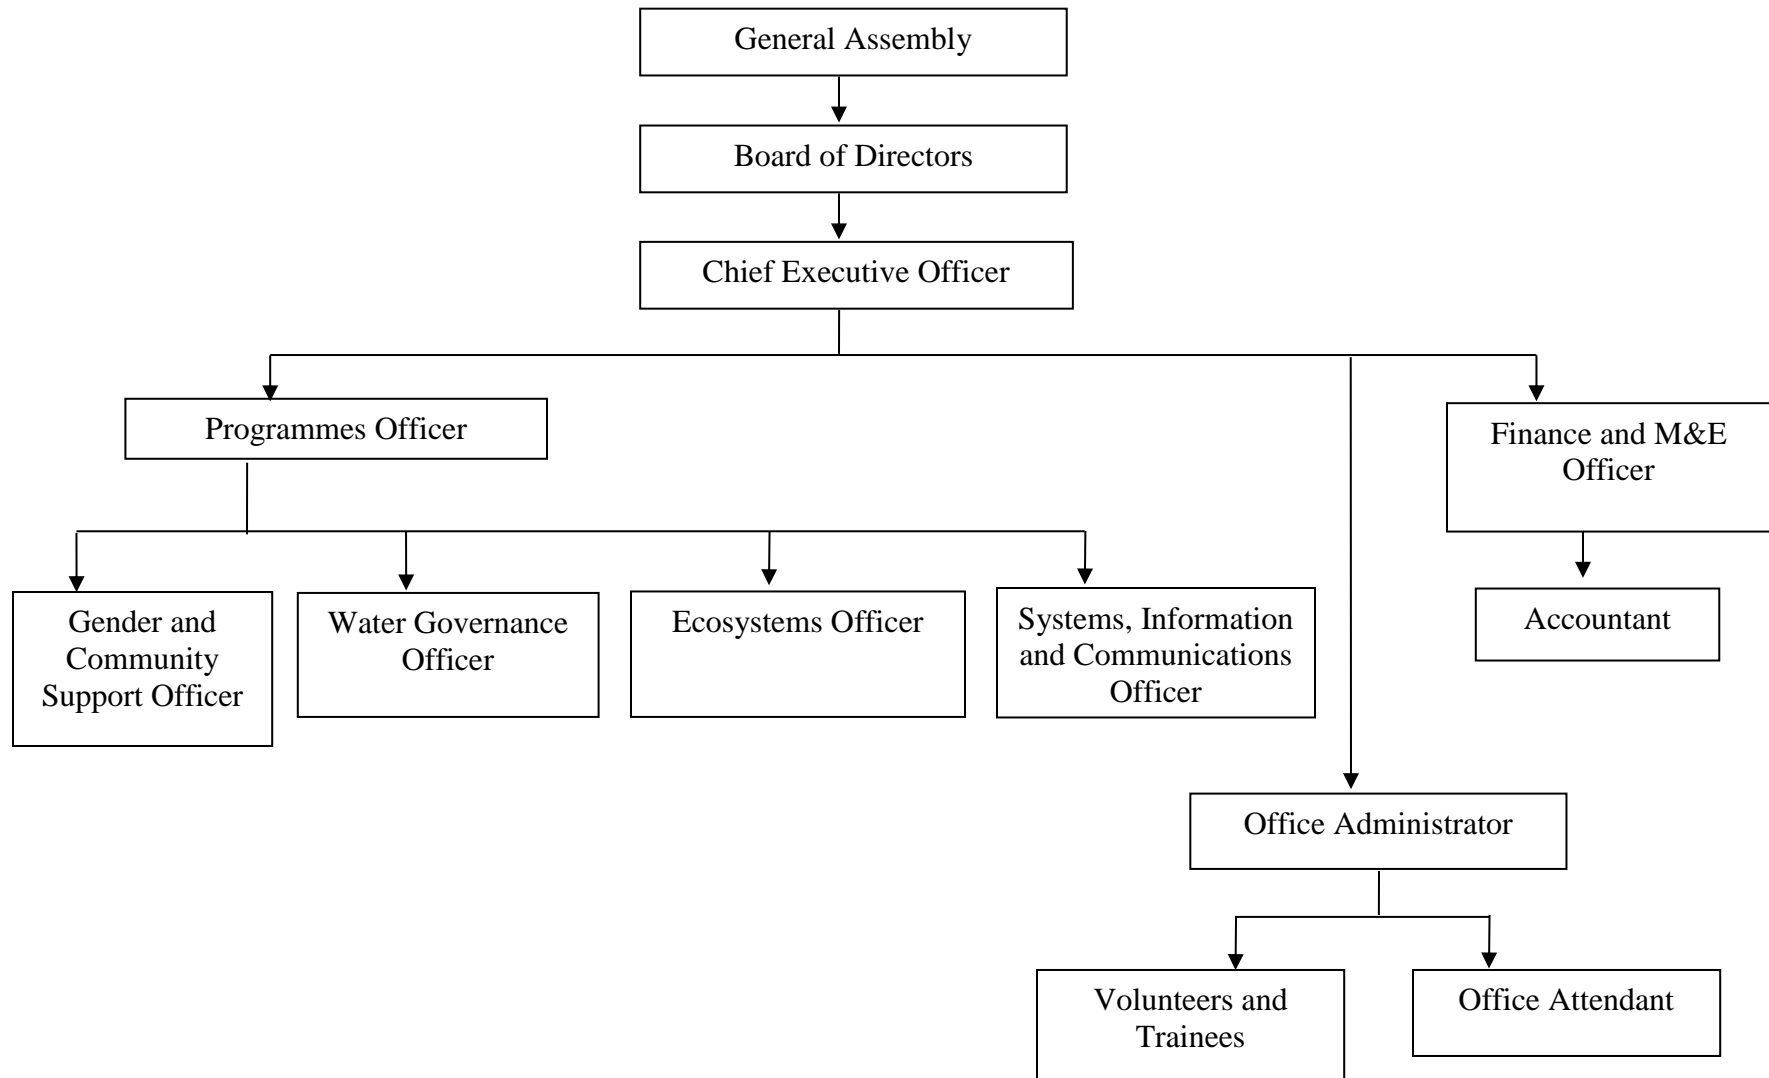 General Assembly
Board of Directors
Chief Executive Officer
Programmes Officer
Finance and M&E
Officer
Gender and
Community
Support Officer
Water Governance
Officer
Ecosystems Officer
Systems, Information
and Communications
Officer
Accountant
Office Administrator
Volunteers and
Trainees
Office Attendant